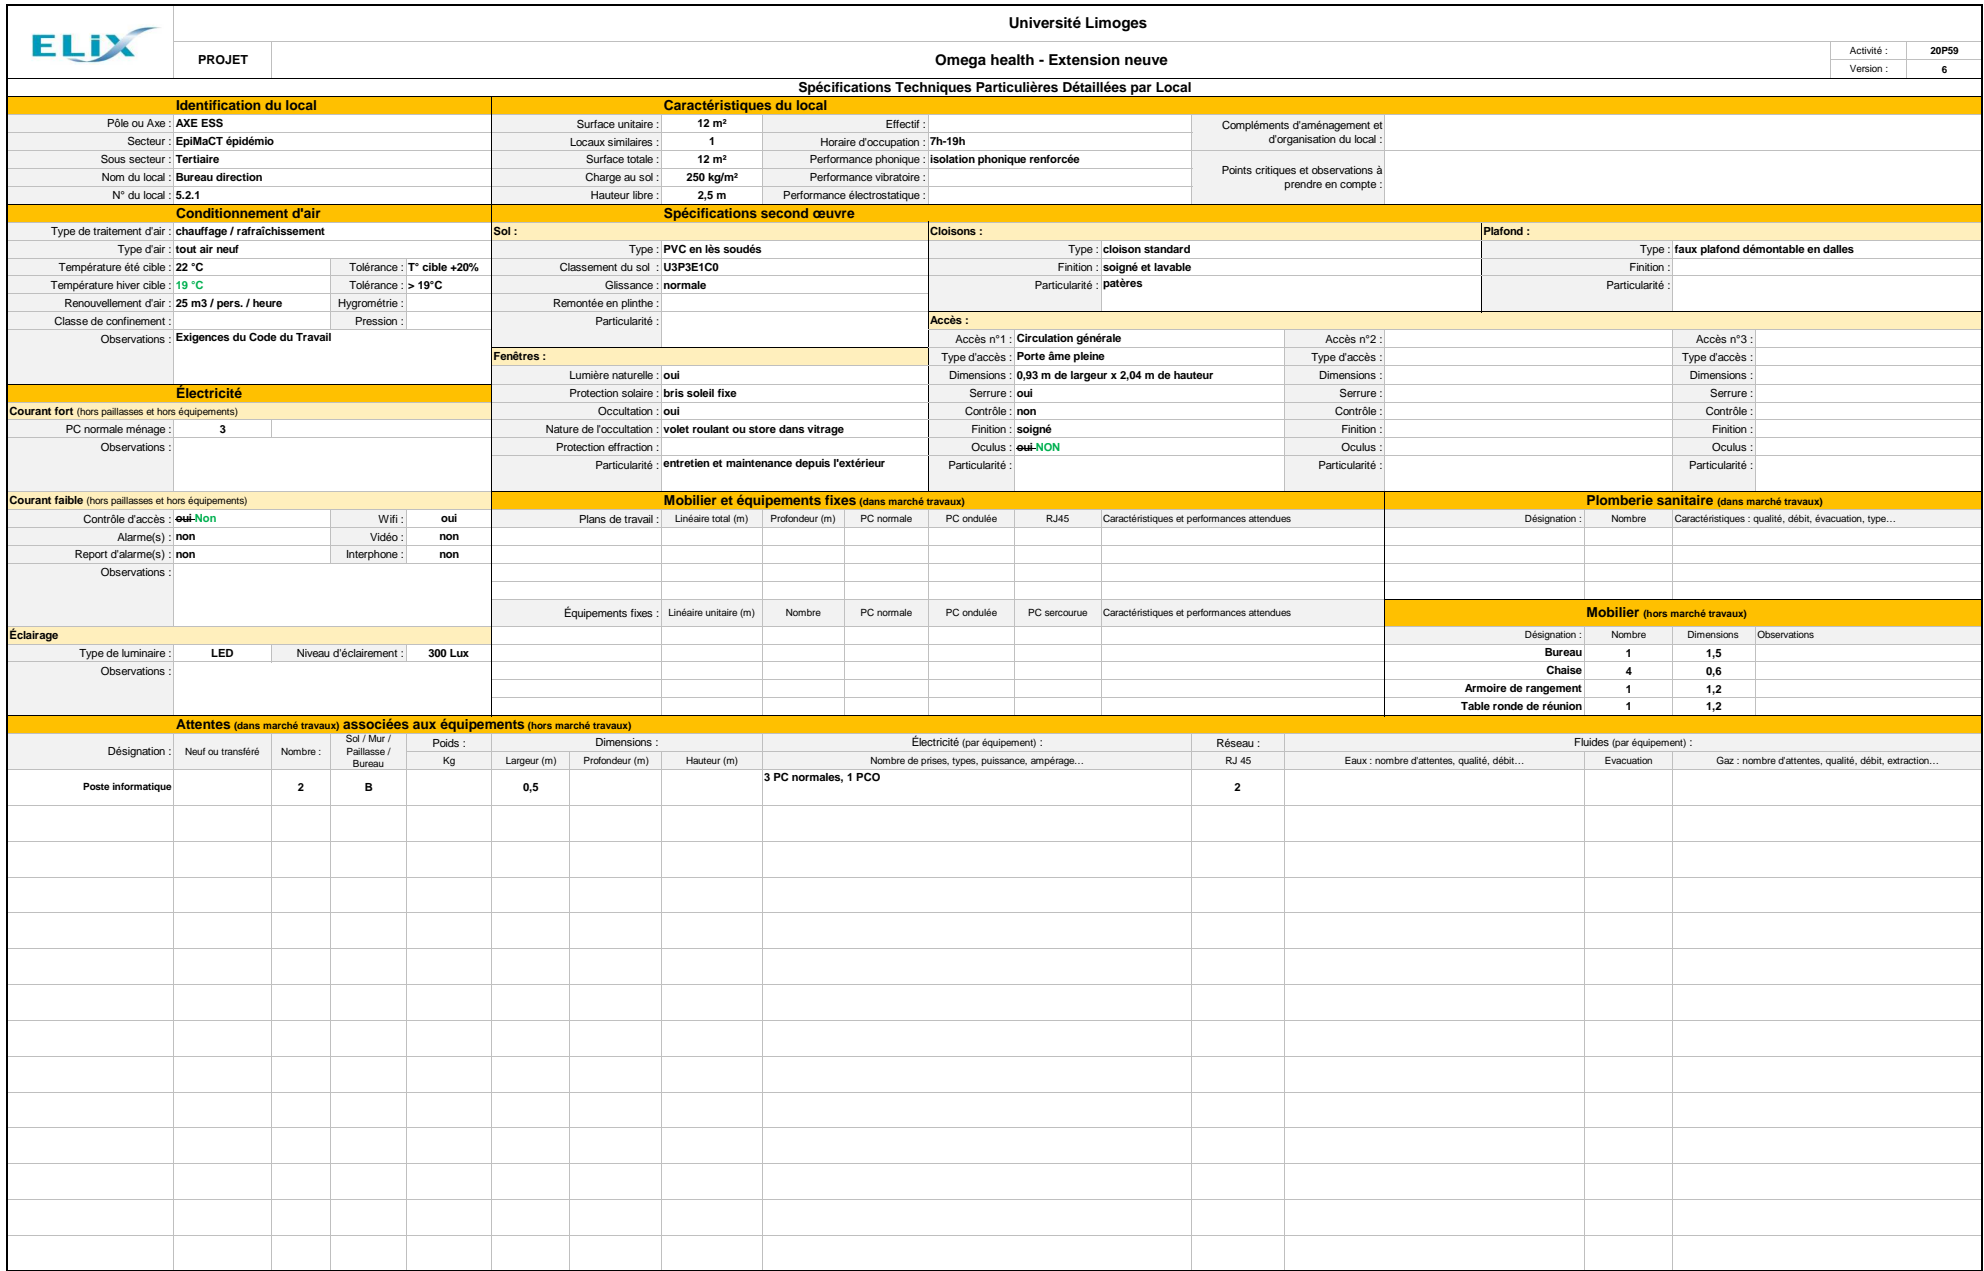 ELiX
Université Limoges
PROJET
Omega health - Extension neuve
Activité : 20P59
Version : 6
Spécifications Techniques Particulières Détaillées par Local
Identification du local
Pôle ou Axe : AXE ESS
Secteur : EpiMaCT épidémio
Sous secteur : Tertiaire
Nom du local : Bureau direction
N° du local : 5.2.1
Caractéristiques du local
Surface unitaire : 12 m² Effectif :
Locaux similaires : 1 Horaire d'occupation : 7h-19h
Surface totale : 12 m² Performance phonique : isolation phonique renforcée
Charge au sol : 250 kg/m² Performance vibratoire :
Hauteur libre : 2,5 m Performance électrostatique :
Compléments d'aménagement et
d'organisation du local :
Points critiques et observations à
prendre en compte :
Conditionnement d'air
Type de traitement d'air : chauffage / rafraîchissement
Type d'air : tout air neuf
Température été cible : 22 °C Tolérance : T° cible +20%
Température hiver cible : 19 °C Tolérance : > 19°C
Renouvellement d'air : 25 m3 / pers. / heure Hygrométrie :
Classe de confinement : Pression :
Observations : Exigences du Code du Travail
Spécifications second œuvre
Sol :
Type : PVC en lès soudés
Classement du sol : U3P3E1C0
Glissance : normale
Remontée en plinthe :
Particularité :
Cloisons :
Type : cloison standard
Finition : soigné et lavable
Particularité : patères
Plafond :
Type : faux plafond démontable en dalles
Finition :
Particularité :
Fenêtres :
Lumière naturelle : oui
Protection solaire : bris soleil fixe
Occultation : oui
Nature de l'occultation : volet roulant ou store dans vitrage
Protection effraction :
Particularité : entretien et maintenance depuis l'extérieur
Accès :
Accès n°1 : Circulation générale Accès n°2 : Accès n°3 :
Type d'accès : Porte âme pleine Type d'accès : Type d'accès :
Dimensions : 0,93 m de largeur x 2,04 m de hauteur Dimensions : Dimensions :
Serrure : oui Serrure : Serrure :
Contrôle : non Contrôle : Contrôle :
Finition : soigné Finition : Finition :
Oculus : oui NON Oculus : Oculus :
Particularité : Particularité : Particularité :
Électricité
Courant fort (hors paillasses et hors équipements)
PC normale ménage : 3
Observations :
Courant faible (hors paillasses et hors équipements)
Contrôle d'accès : oui Non Wifi : oui
Alarme(s) : non Vidéo : non
Report d'alarme(s) : non Interphone : non
Observations :
Éclairage
Type de luminaire : LED Niveau d'éclairement : 300 Lux
Observations :
Mobilier et équipements fixes (dans marché travaux)
Plans de travail : Linéaire total (m) Profondeur (m) PC normale PC ondulée RJ45 Caractéristiques et performances attendues
Équipements fixes : Linéaire unitaire (m) Nombre PC normale PC ondulée PC sercourue Caractéristiques et performances attendues
Plomberie sanitaire (dans marché travaux)
Désignation : Nombre Caractéristiques : qualité, débit, évacuation, type…
Mobilier (hors marché travaux)
Désignation : Nombre Dimensions Observations
Bureau 1 1,5
Chaise 4 0,6
Armoire de rangement 1 1,2
Table ronde de réunion 1 1,2
Attentes (dans marché travaux) associées aux équipements (hors marché travaux)
Désignation : Neuf ou transféré Nombre : Sol / Mur /
Paillasse /
Bureau
Poids : Dimensions : Électricité (par équipement) : Réseau : Fluides (par équipement) :
Kg Largeur (m) Profondeur (m) Hauteur (m) Nombre de prises, types, puissance, ampérage… RJ 45 Eaux : nombre d'attentes, qualité, débit… Evacuation Gaz : nombre d'attentes, qualité, débit, extraction…
Poste informatique 2 B 0,5 3 PC normales, 1 PCO 2